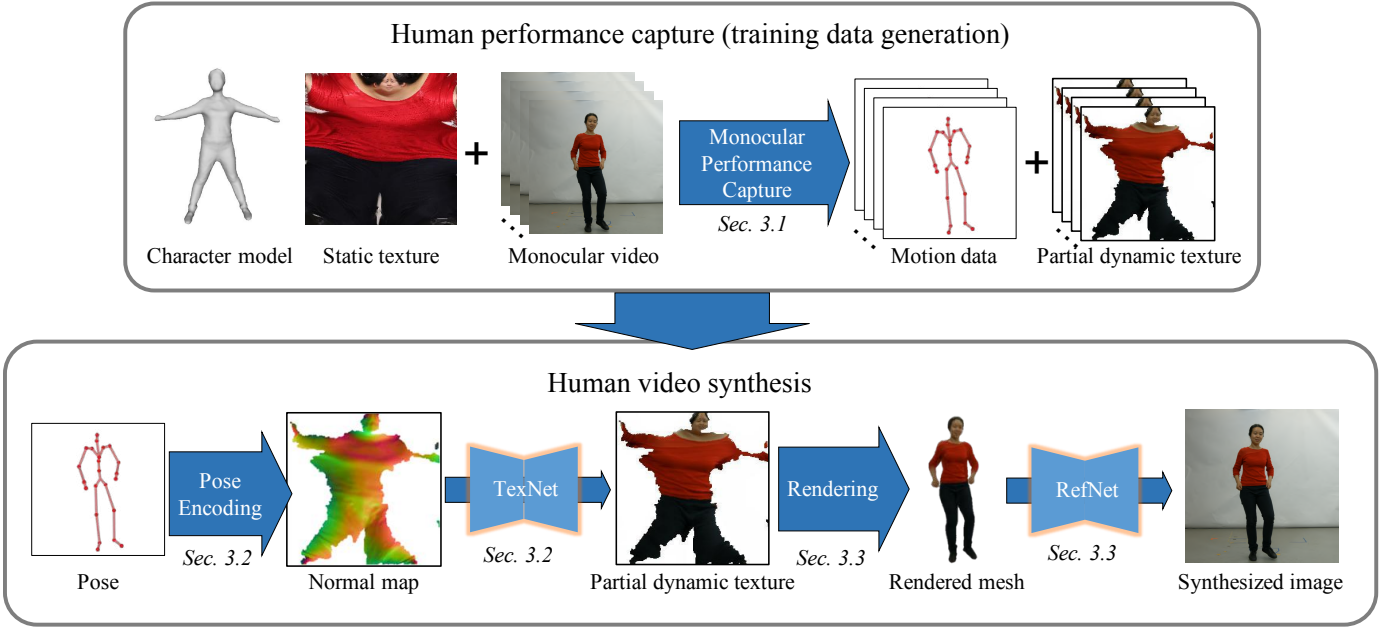 Human performance capture (training data generation)
Monocular
Performance
Capture
Sec. 3.1
Character model
Static texture
Monocular video
Motion data
Partial dynamic texture
Human video synthesis
Pose
Encoding
TexNet
Rendering
RefNet
Sec. 3.2
Sec. 3.2
Sec. 3.3
Sec. 3.3
Pose
Normal map
Partial dynamic texture
Rendered mesh
Synthesized image